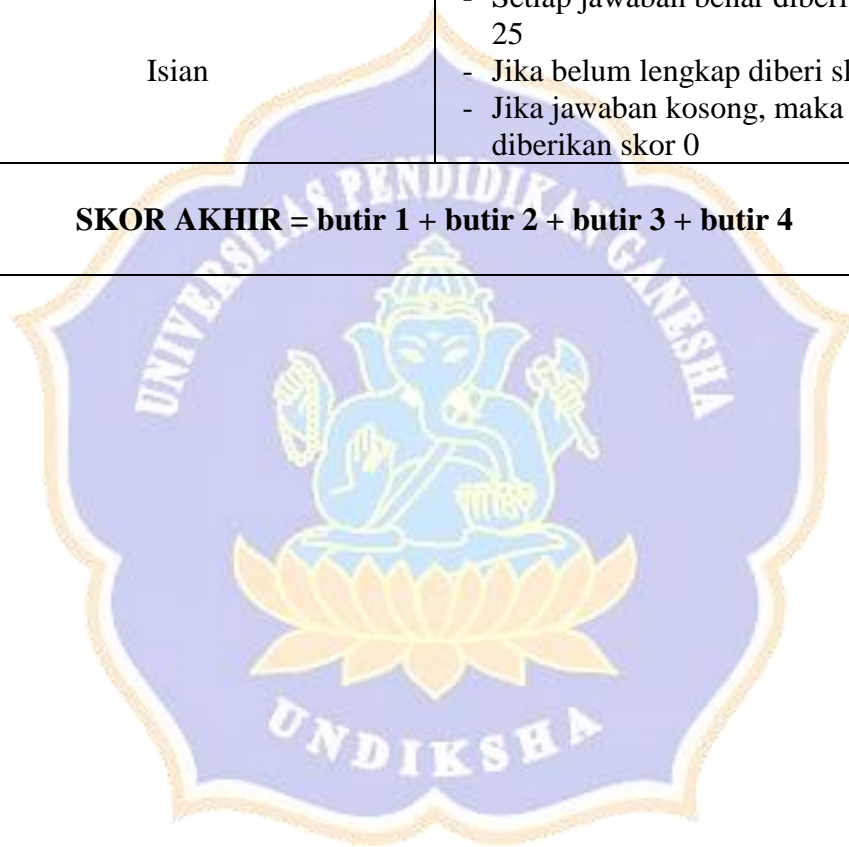 - Setiap jawaban benar diberi
25
Isian
- Jika belum lengkap diberi
- Jika jawaban kosong, maka
diberikan skor 0
SKOR AKHIR = butir 1 + butir 2 + butir 3 + butir 4
UNIVERSITAS PENDIDIKAN GANESHA
UNDIKSHA